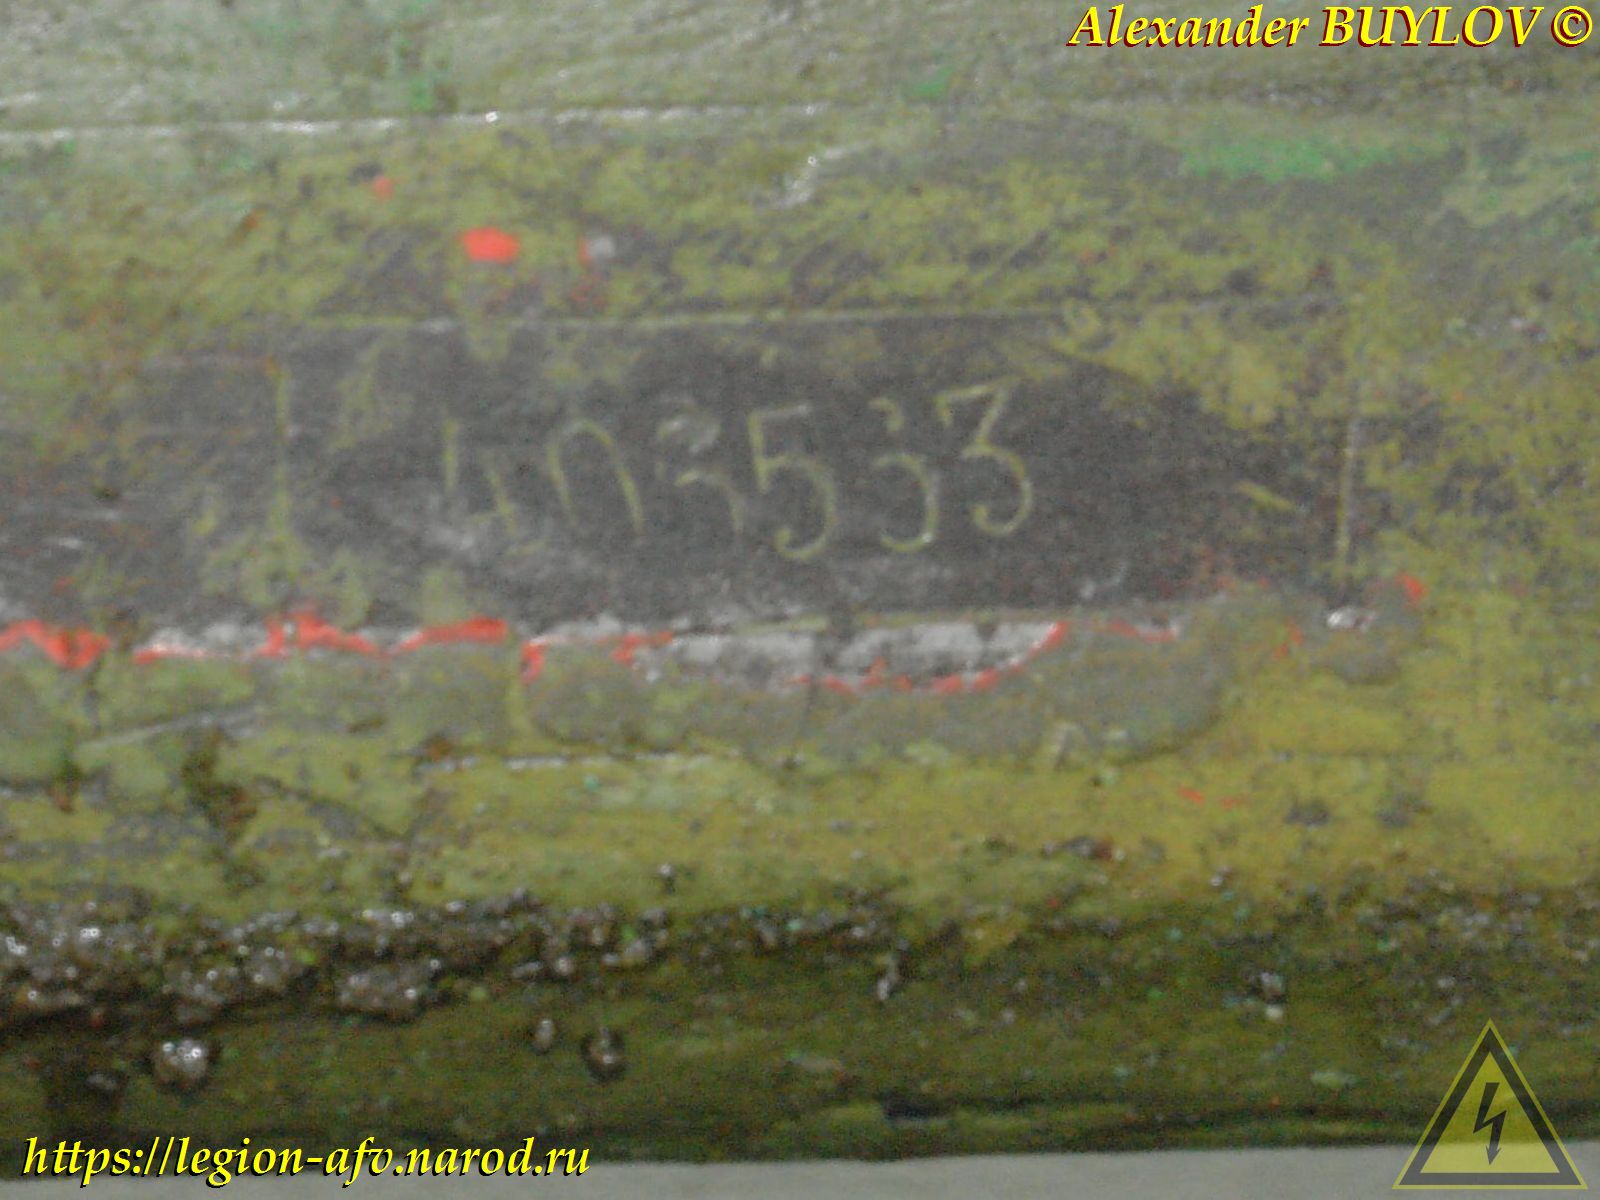 Alexander BUYLOV ©
403533
https://legion-afv.narod.ru